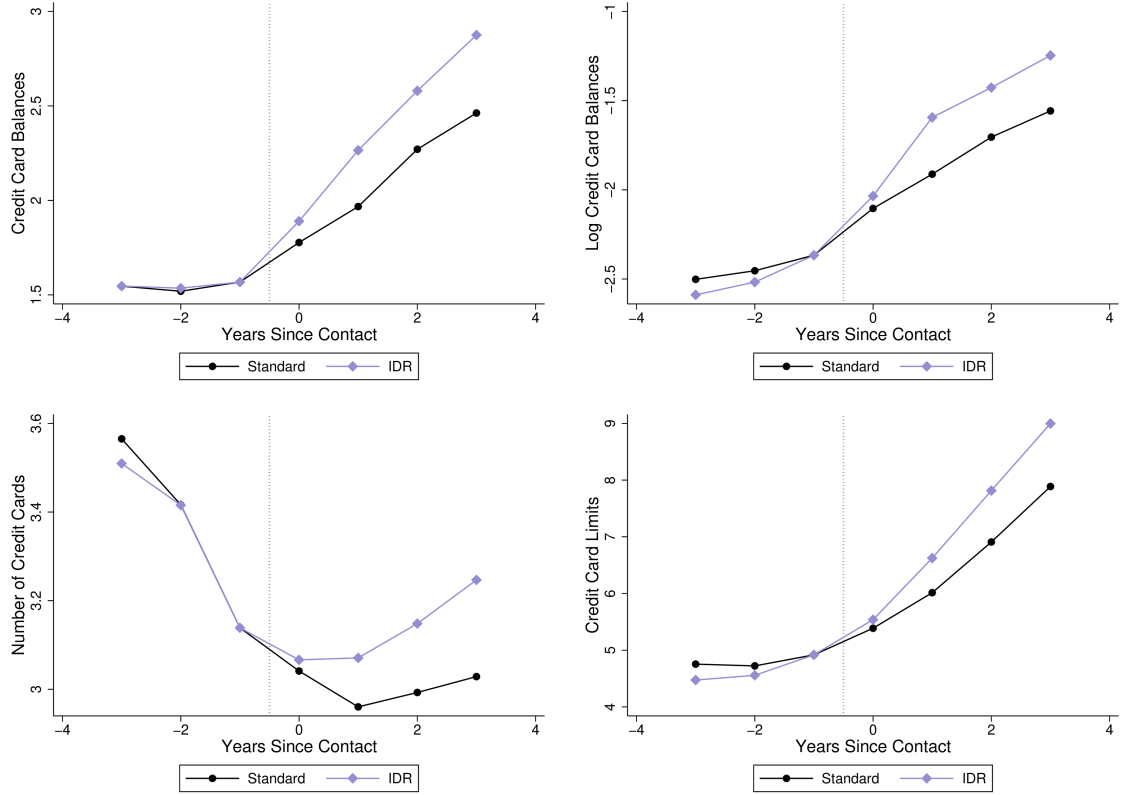 Credit Card Balances
3
2.5
2
1.5
−4 −2 0 2 4
Years Since Contact
Standard IDR
Log Credit Card Balances
−1
−1.5
−2
−2.5
−4 −2 0 2 4
Years Since Contact
Standard IDR
Number of Credit Cards
3.6
3.4
3.2
3
−4 −2 0 2 4
Years Since Contact
Standard IDR
Credit Card Limits
9
8
7
6
5
4
−4 −2 0 2 4
Years Since Contact
Standard IDR